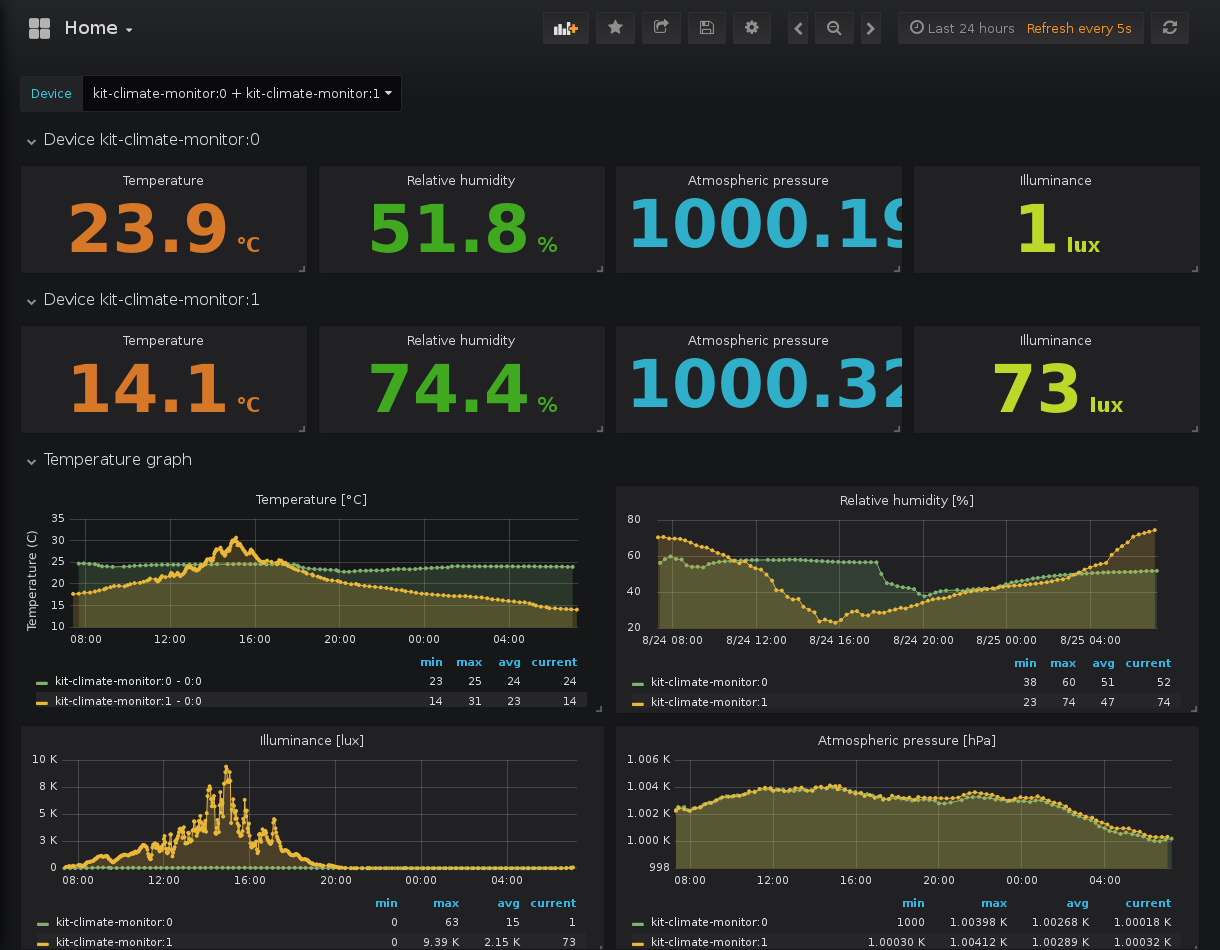 Home
Last 24 hours Refresh every 5s
Device kit-climate-monitor:0 + kit-climate-monitor:1
Device kit-climate-monitor:0
Temperature Relative humidity Atmospheric pressure Illuminance
23.9 °C 51.8 % 1000.19 1 lux
Device kit-climate-monitor:1
Temperature Relative humidity Atmospheric pressure Illuminance
14.1 °C 74.4 % 1000.32 73 lux
Temperature graph
Temperature [°C]
Temperature (C)
35
30
25
20
15
10
08:00 12:00 16:00 20:00 00:00 04:00
min max avg current
kit-climate-monitor:0 - 0:0 23 25 24 24
kit-climate-monitor:1 - 0:0 14 31 23 14
Relative humidity [%]
80
60
40
20
8/24 08:00 8/24 12:00 8/24 16:00 8/24 20:00 8/25 00:00 8/25 04:00
min max avg current
kit-climate-monitor:0 38 60 51 52
kit-climate-monitor:1 23 74 47 74
Illuminance [lux]
10 K
8 K
5 K
3 K
0
08:00 12:00 16:00 20:00 00:00 04:00
min max avg current
kit-climate-monitor:0 0 63 15 1
kit-climate-monitor:1 0 9.39 K 2.15 K 73
Atmospheric pressure [hPa]
1.006 K
1.004 K
1.002 K
1.000 K
998
08:00 12:00 16:00 20:00 00:00 04:00
min max avg current
kit-climate-monitor:0 1000 1.00398 K 1.00268 K 1.00018 K
kit-climate-monitor:1 1.00030 K 1.00412 K 1.00289 K 1.00032 K